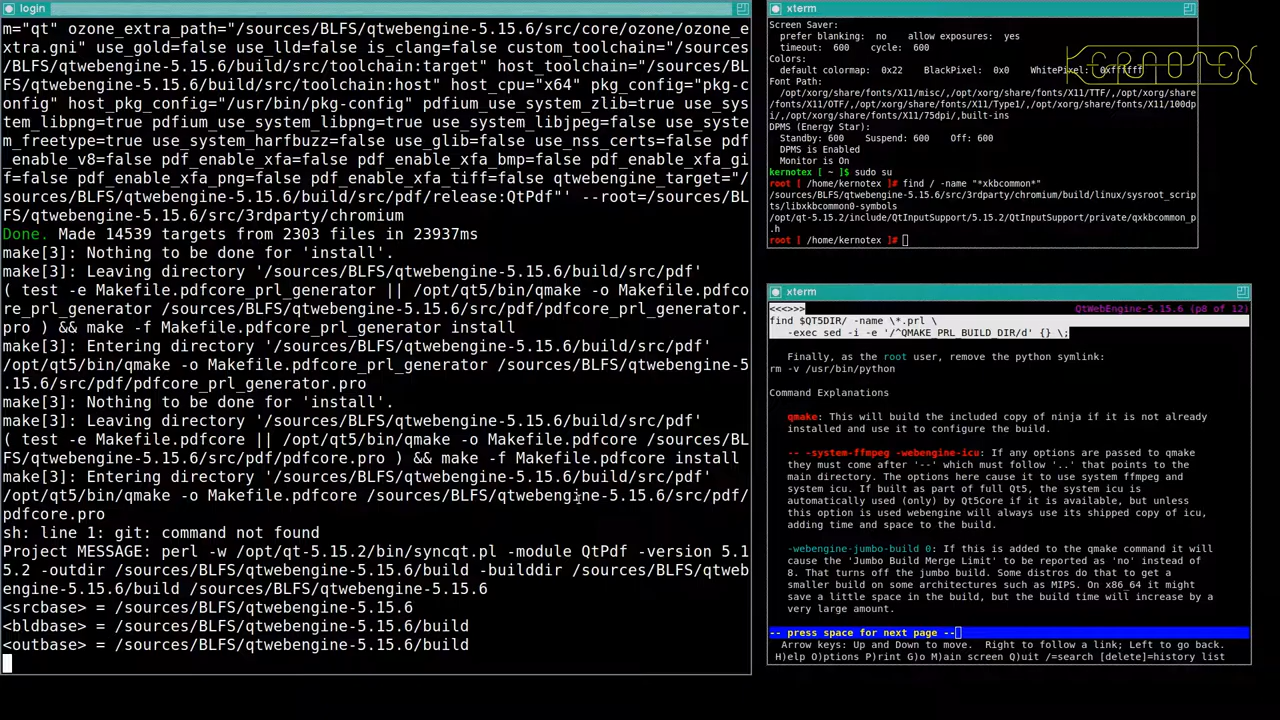 login
m="qt" ozone_extra_path="/sources/BLFS/qtwebengine-5.15.6/src/core/ozone/ozone_e
xtra.gni" use_gold=false use_lld=false is_clang=false custom_toolchain="/sources
/BLFS/qtwebengine-5.15.6/build/src/toolchain:target" host_toolchain="/sources/BL
FS/qtwebengine-5.15.6/build/src/toolchain:host" host_cpu="x64" pkg_config="pkg-c
onfig" host_pkg_config="/usr/bin/pkg-config" pdfium_use_system_zlib=true use_sys
tem_libpng=true pdfium_use_system_libpng=true use_system_libjpeg=false use_syste
m_freetype=true use_system_harfbuzz=false use_glib=false use_nss_certs=false pdf
_enable_v8=false pdf_enable_xfa=false pdf_enable_xfa_bmp=false pdf_enable_xfa_gi
f=false pdf_enable_xfa_png=false pdf_enable_xfa_tiff=false qtwebengine_target="/
sources/BLFS/qtwebengine-5.15.6/build/src/pdf/release:QtPdf"' --root=/sources/BL
FS/qtwebengine-5.15.6/src/3rdparty/chromium
Done. Made 14539 targets from 2303 files in 23937ms
make[3]: Nothing to be done for 'install'.
make[3]: Leaving directory '/sources/BLFS/qtwebengine-5.15.6/build/src/pdf'
( test -e Makefile.pdfcore_prl_generator || /opt/qt5/bin/qmake -o Makefile.pdfco
re_prl_generator /sources/BLFS/qtwebengine-5.15.6/src/pdf/pdfcore_prl_generator.
pro ) && make -f Makefile.pdfcore_prl_generator install
make[3]: Entering directory '/sources/BLFS/qtwebengine-5.15.6/build/src/pdf'
/opt/qt5/bin/qmake -o Makefile.pdfcore_prl_generator /sources/BLFS/qtwebengine-5
.15.6/src/pdf/pdfcore_prl_generator.pro
make[3]: Nothing to be done for 'install'.
make[3]: Leaving directory '/sources/BLFS/qtwebengine-5.15.6/build/src/pdf'
( test -e Makefile.pdfcore || /opt/qt5/bin/qmake -o Makefile.pdfcore /sources/BL
FS/qtwebengine-5.15.6/src/pdf/pdfcore.pro ) && make -f Makefile.pdfcore install
make[3]: Entering directory '/sources/BLFS/qtwebengine-5.15.6/build/src/pdf'
/opt/qt5/bin/qmake -o Makefile.pdfcore /sources/BLFS/qtwebengine-5.15.6/src/pdf/
pdfcore.pro
sh: line 1: git: command not found
Project MESSAGE: perl -w /opt/qt-5.15.2/bin/syncqt.pl -module QtPdf -version 5.1
5.2 -outdir /sources/BLFS/qtwebengine-5.15.6/build -builddir /sources/BLFS/qtweb
engine-5.15.6/build /sources/BLFS/qtwebengine-5.15.6
<srcbase> = /sources/BLFS/qtwebengine-5.15.6
<bldbase> = /sources/BLFS/qtwebengine-5.15.6/build
<outbase> = /sources/BLFS/qtwebengine-5.15.6/build
xterm
Screen Saver:
prefer blanking:  no    allow exposures:  yes
timeout:  600    cycle:  600
Colors:
default colormap: 0x22    BlackPixel: 0x0    WhitePixel: 0xffffff
KERNOTEX
Font Path:
/opt/xorg/share/fonts/X11/misc/,/opt/xorg/share/fonts/X11/TTF/,/opt/xorg/share/
fonts/X11/OTF/,/opt/xorg/share/fonts/X11/Type1/,/opt/xorg/share/fonts/X11/100dp
i/,/opt/xorg/share/fonts/X11/75dpi/,built-ins
DPMS (Energy Star):
Standby: 600    Suspend: 600    Off: 600
DPMS is Enabled
Monitor is On
kernotex [ ~ ]$ sudo su
root [ /home/kernotex ]# find / -name "*xkbcommon*"
/sources/BLFS/qtwebengine-5.15.6/src/3rdparty/chromium/build/linux/sysroot_scrip
ts/libxkbcommon0-symbols
/opt/qt-5.15.2/include/QtInputSupport/5.15.2/QtInputSupport/private/qxkbcommon_p
.h
root [ /home/kernotex ]#
xterm
<<<>>> QtWebEngine-5.15.6 (p8 of 12)
find $QT5DIR/ -name \*.prl \
-exec sed -i -e '/^QMAKE_PRL_BUILD_DIR/d' {} \;
Finally, as the root user, remove the python symlink:
rm -v /usr/bin/python
Command Explanations
qmake: This will build the included copy of ninja if it is not already
installed and use it to configure the build.
-- -system-ffmpeg -webengine-icu: If any options are passed to qmake
they must come after '--' which must follow '..' that points to the
main directory. The options here cause it to use system ffmpeg and
system icu. If built as part of full Qt5, the system icu is
automatically used (only) by Qt5Core if it is available, but unless
this option is used webengine will always use its shipped copy of icu,
adding time and space to the build.
-webengine-jumbo-build 0: If this is added to the qmake command it will
cause the 'Jumbo Build Merge Limit' to be reported as 'no' instead of
8. That turns off the jumbo build. Some distros do that to get a
smaller build on some architectures such as MIPS. On x86_64 it might
save a little space in the build, but the build time will increase by a
very large amount.
-- press space for next page --
Arrow keys: Up and Down to move.  Right to follow a link; Left to go back.
H)elp O)ptions P)rint G)o M)ain screen Q)uit /=search [delete]=history list